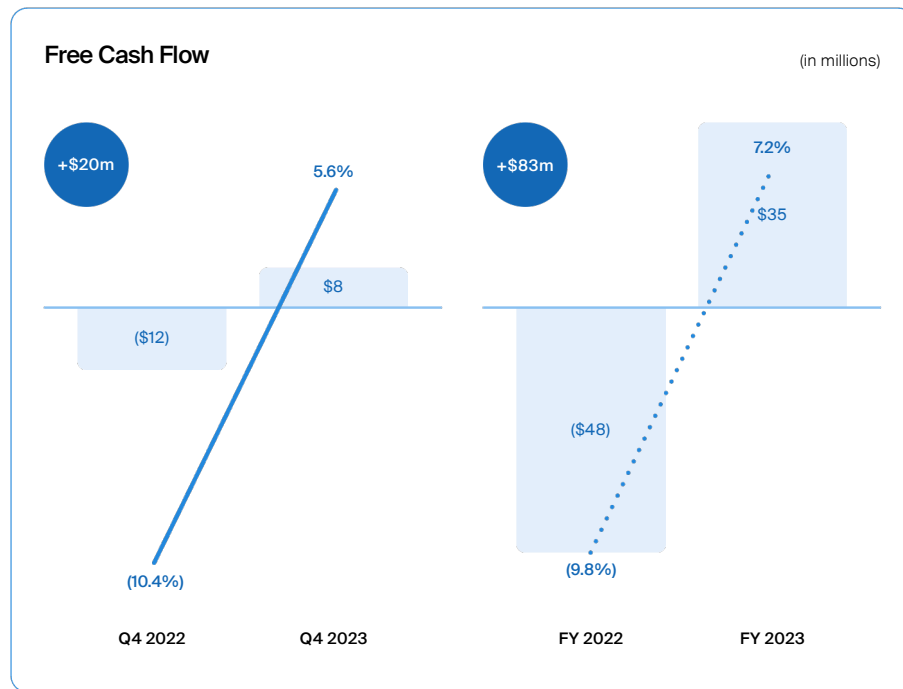 Free Cash Flow
(in millions)
+$20m
5.6%
$8
($12)
(10.4%)
Q4 2022
Q4 2023
+$83m
7.2%
$35
($48)
(9.8%)
FY 2022
FY 2023